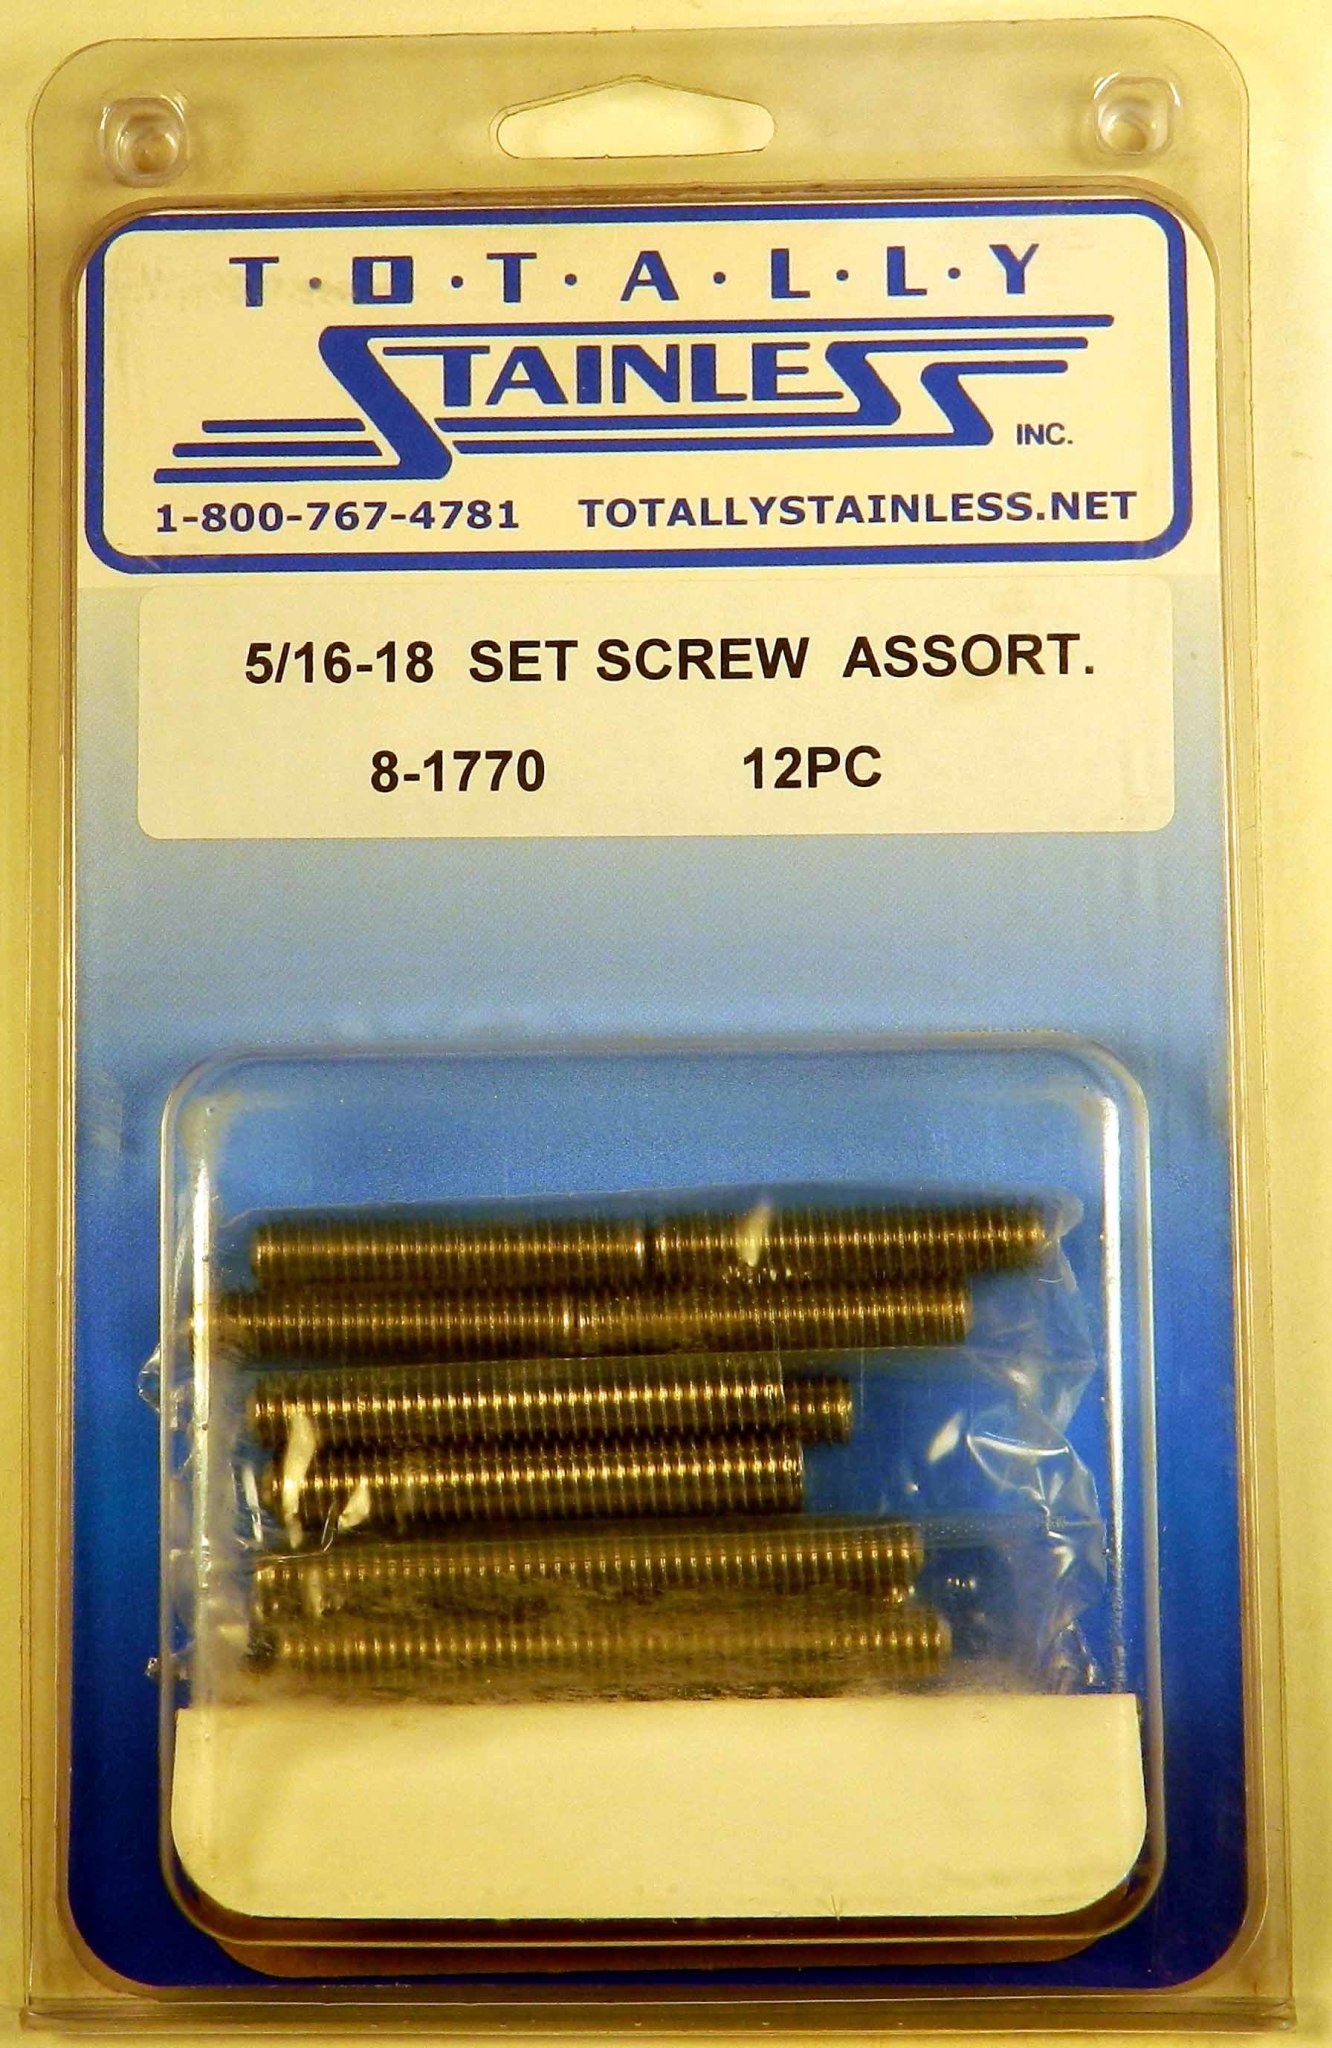 T·O·T·A·L·L·Y
STAINLESS INC.
1-800-767-4781 TOTALLYSTAINLESS.NET
5/16-18 SET SCREW ASSORT.
8-1770 12PC